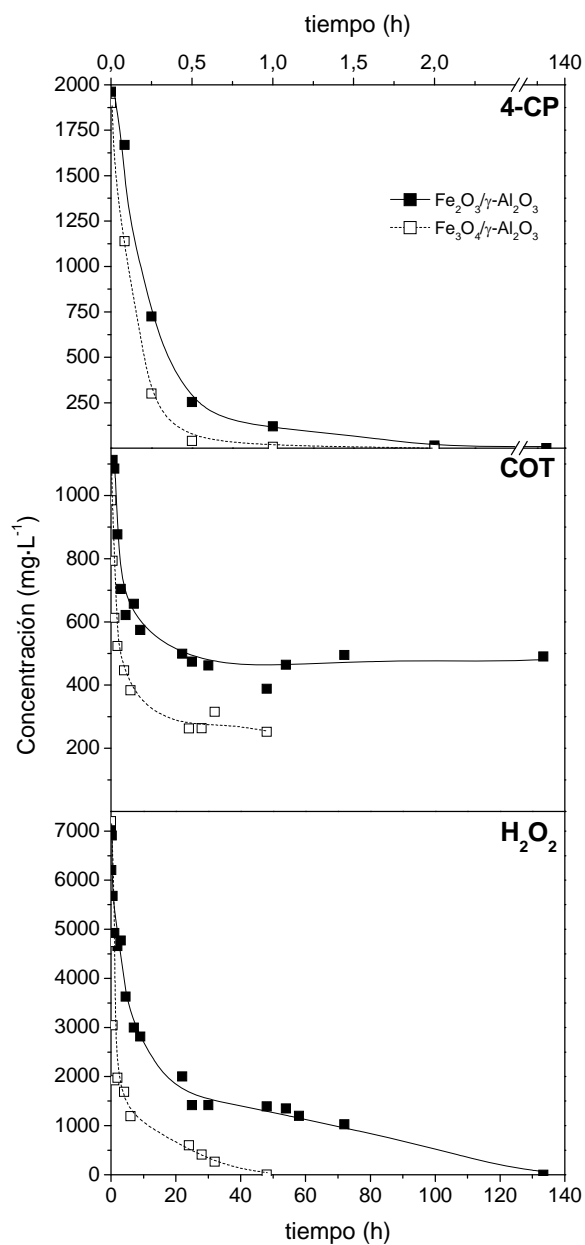 tiempo (h)
0,0 0,5 1,0 1,5 2,0 140
2000
4-CP
1750
1500
Fe₂O₃/γ-Al₂O₃
Fe₃O₄/γ-Al₂O₃
1250
1000
750
500
250
COT
1000
800
600
400
200
Concentración (mg·L⁻¹)
H₂O₂
7000
6000
5000
4000
3000
2000
1000
0
0 20 40 60 80 100 120 140
tiempo (h)